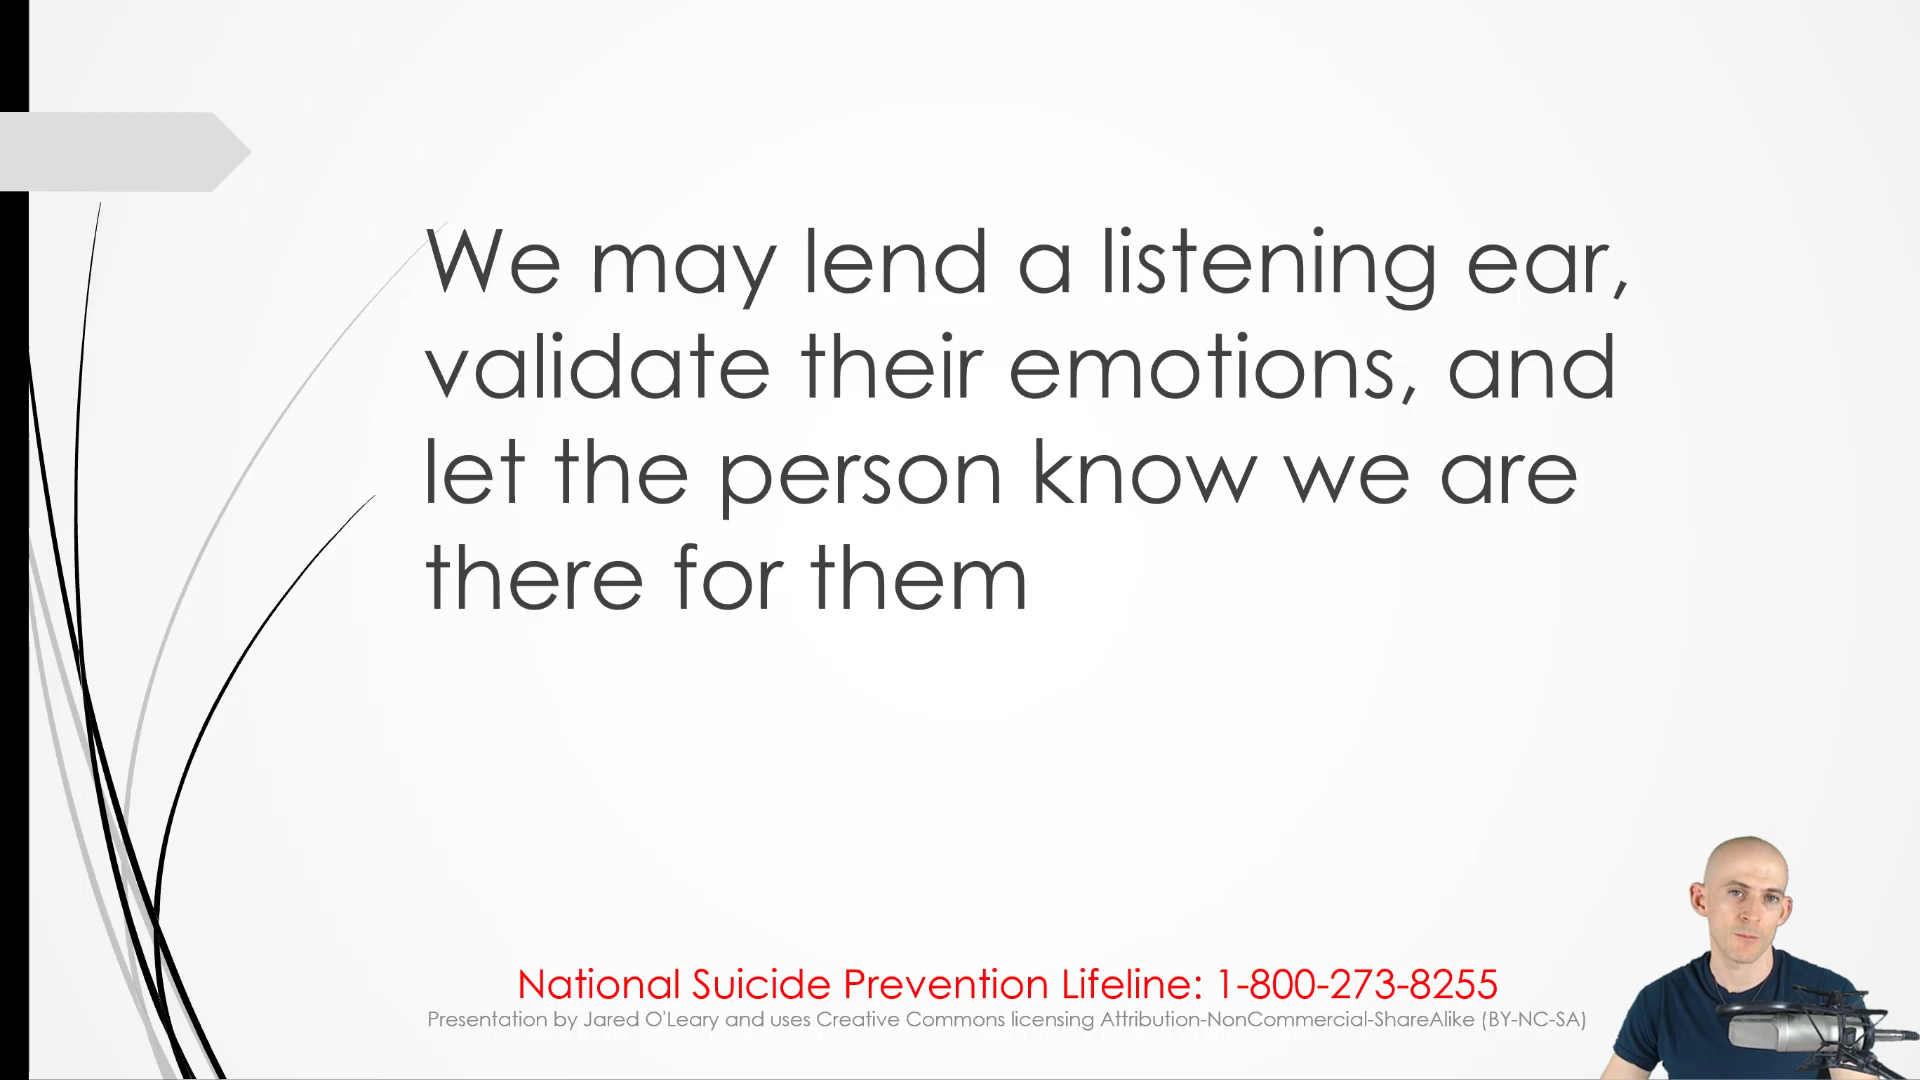 We may lend a listening ear,
validate their emotions, and
let the person know we are
there for them
National Suicide Prevention Lifeline: 1-800-273-8255
Presentation by Jared O'Leary and uses Creative Commons licensing Attribution-NonCommercial-ShareAlike (BY-NC-SA)